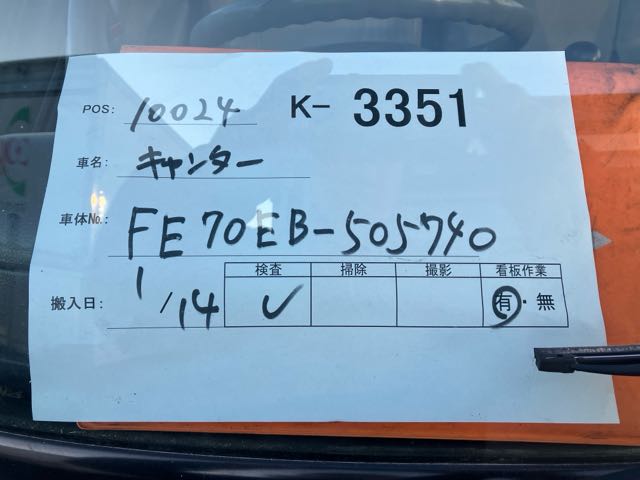 POS: 10024 K- 3351
車名: キャンター
車体No.: FE70EB-505740
検査 掃除 撮影 看板作業
搬入日: 1/14 ✓ 有・無